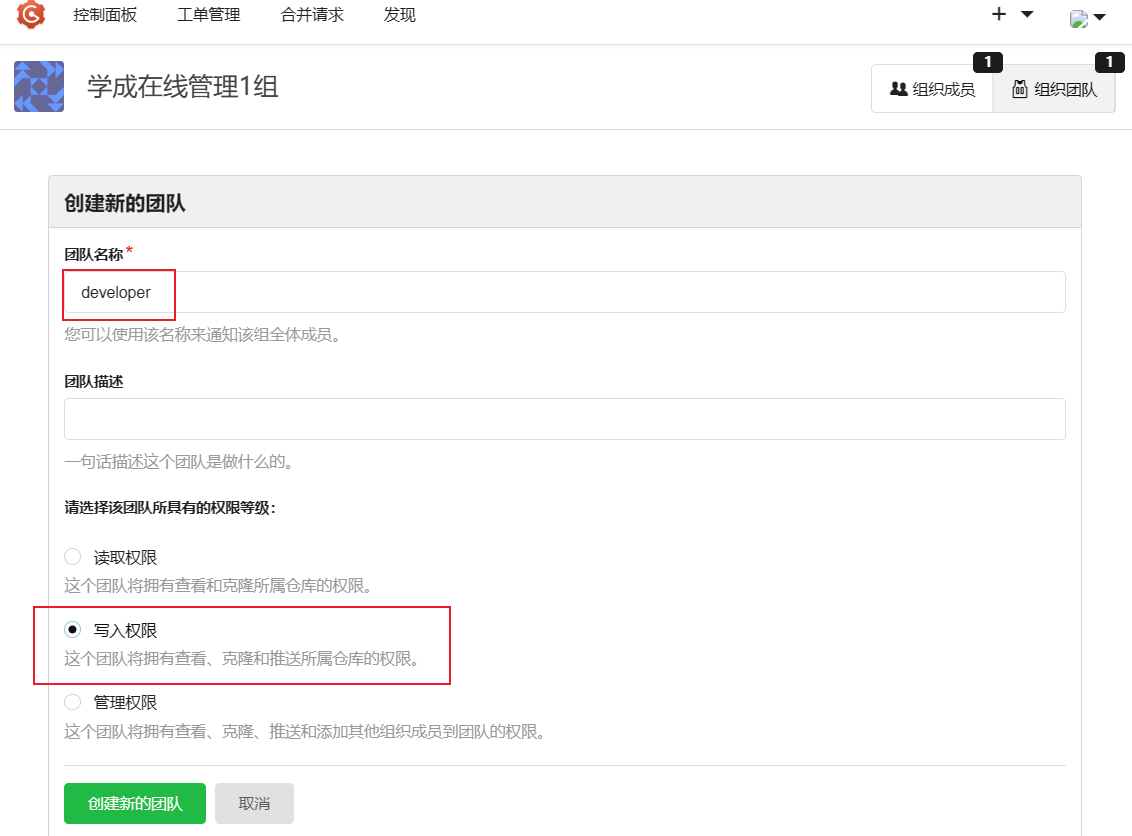 控制面板 工单管理 合并请求 发现
学成在线管理1组
1 1
组织成员 组织团队
创建新的团队
团队名称*
developer
您可以使用该名称来通知该组全体成员。
团队描述
一句话描述这个团队是做什么的。
请选择该团队所具有的权限等级：
读取权限
这个团队将拥有查看和克隆所属仓库的权限。
写入权限
这个团队将拥有查看、克隆和推送所属仓库的权限。
管理权限
这个团队将拥有查看、克隆、推送和添加其他组织成员到团队的权限。
创建新的团队 取消